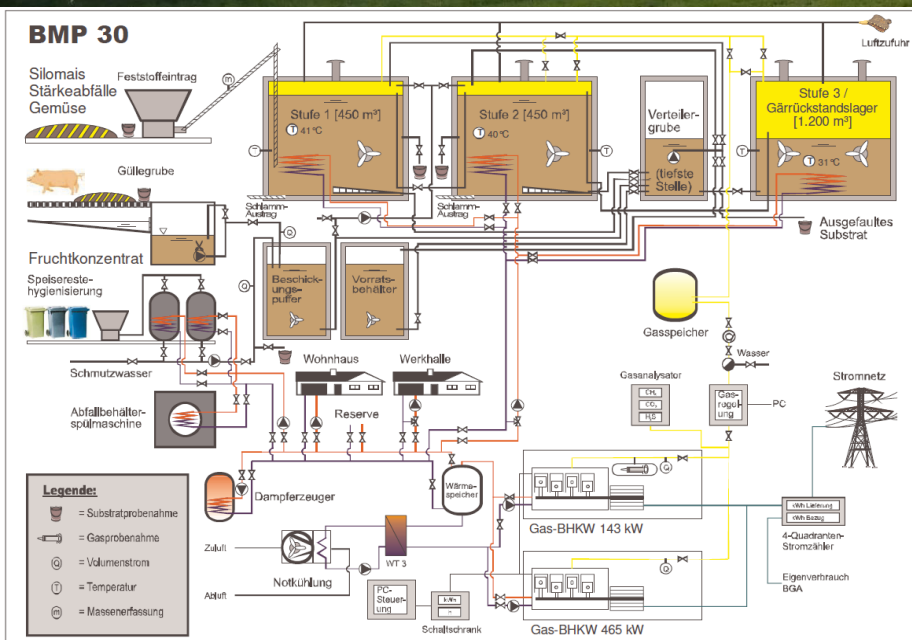 BMP 30
Luftzufuhr
Silomais
Stärkeabfälle
Gemüse
Feststoffeintrag
m
Stufe 1 [450 m³]
T 41°C
Stufe 2 [450 m³]
T 40°C
Verteiler-
grube
(tiefste
Stelle)
Stufe 3 /
Gärrückstandslager
[1.200 m³]
T 31°C
T
T
T
Güllegrube
Schlamm-
Austrag
Schlamm-
Austrag
Ausgefaultes
Substrat
Q
Fruchtkonzentrat
Speisereste-
hygienisierung
Q
Beschick-
ungs-
puffer
Vorrats-
behälter
Gasspeicher
Wasser
Schmutzwasser
Wohnhaus
Werkhalle
Gasanalysator
CH₄
CO₂
H₂S
Gas-
regel-
ung
PC
Stromnetz
Abfallbehälter-
spülmaschine
Reserve
Legende:
= Substratprobenahme
= Gasprobenahme
Q = Volumenstrom
T = Temperatur
m = Massenerfassung
Dampferzeuger
Wärme-
speicher
Q
Gas-BHKW 143 kW
kWh Lieferung
kWh Bezug
4-Quadranten-
Stromzähler
Zuluft
Abluft
Notkühlung
WT 3
PC-
Steuer-
ung
kWh
Schaltschrank
Q
Gas-BHKW 465 kW
Eigenverbrauch
BGA